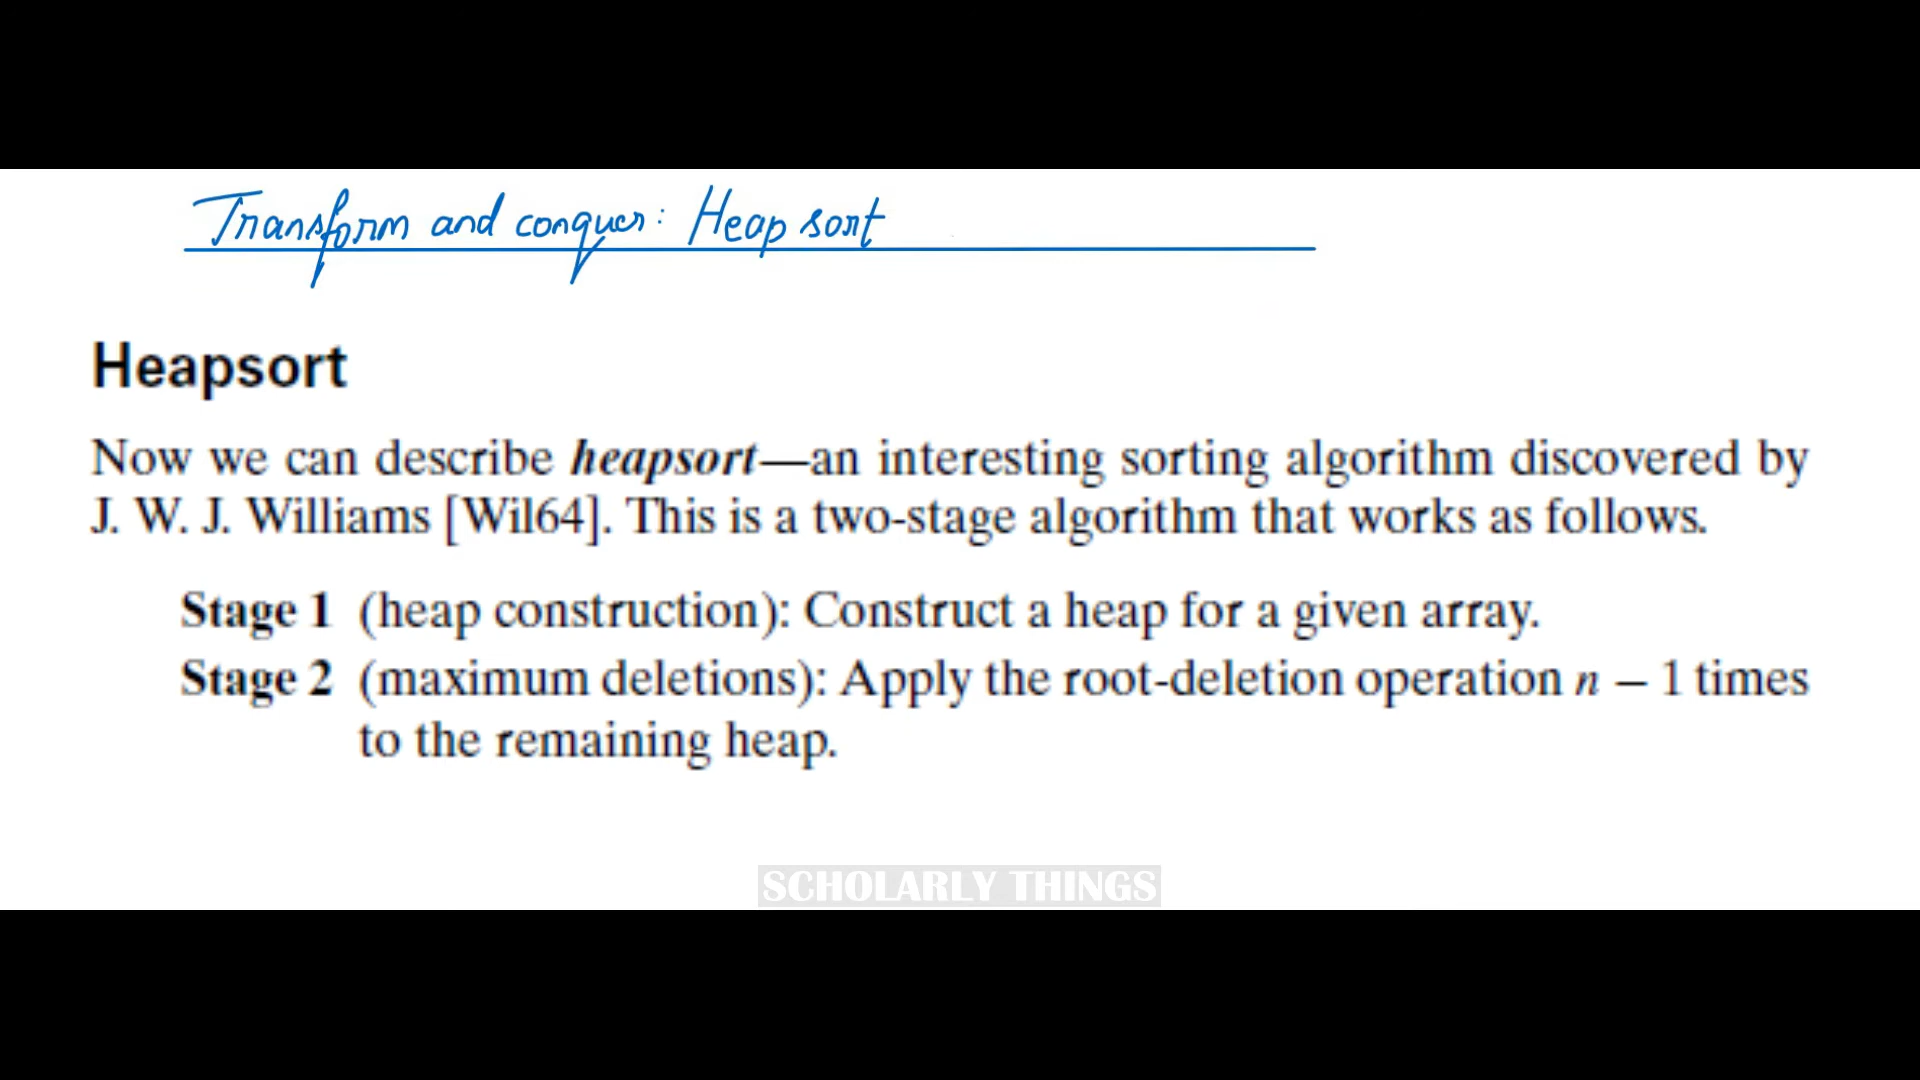 Transform and conquer: Heap sort
Heapsort
Now we can describe heapsort—an interesting sorting algorithm discovered by
J. W. J. Williams [Wil64]. This is a two-stage algorithm that works as follows.
Stage 1 (heap construction): Construct a heap for a given array.
Stage 2 (maximum deletions): Apply the root-deletion operation n − 1 times
to the remaining heap.
SCHOLARLY THINGS